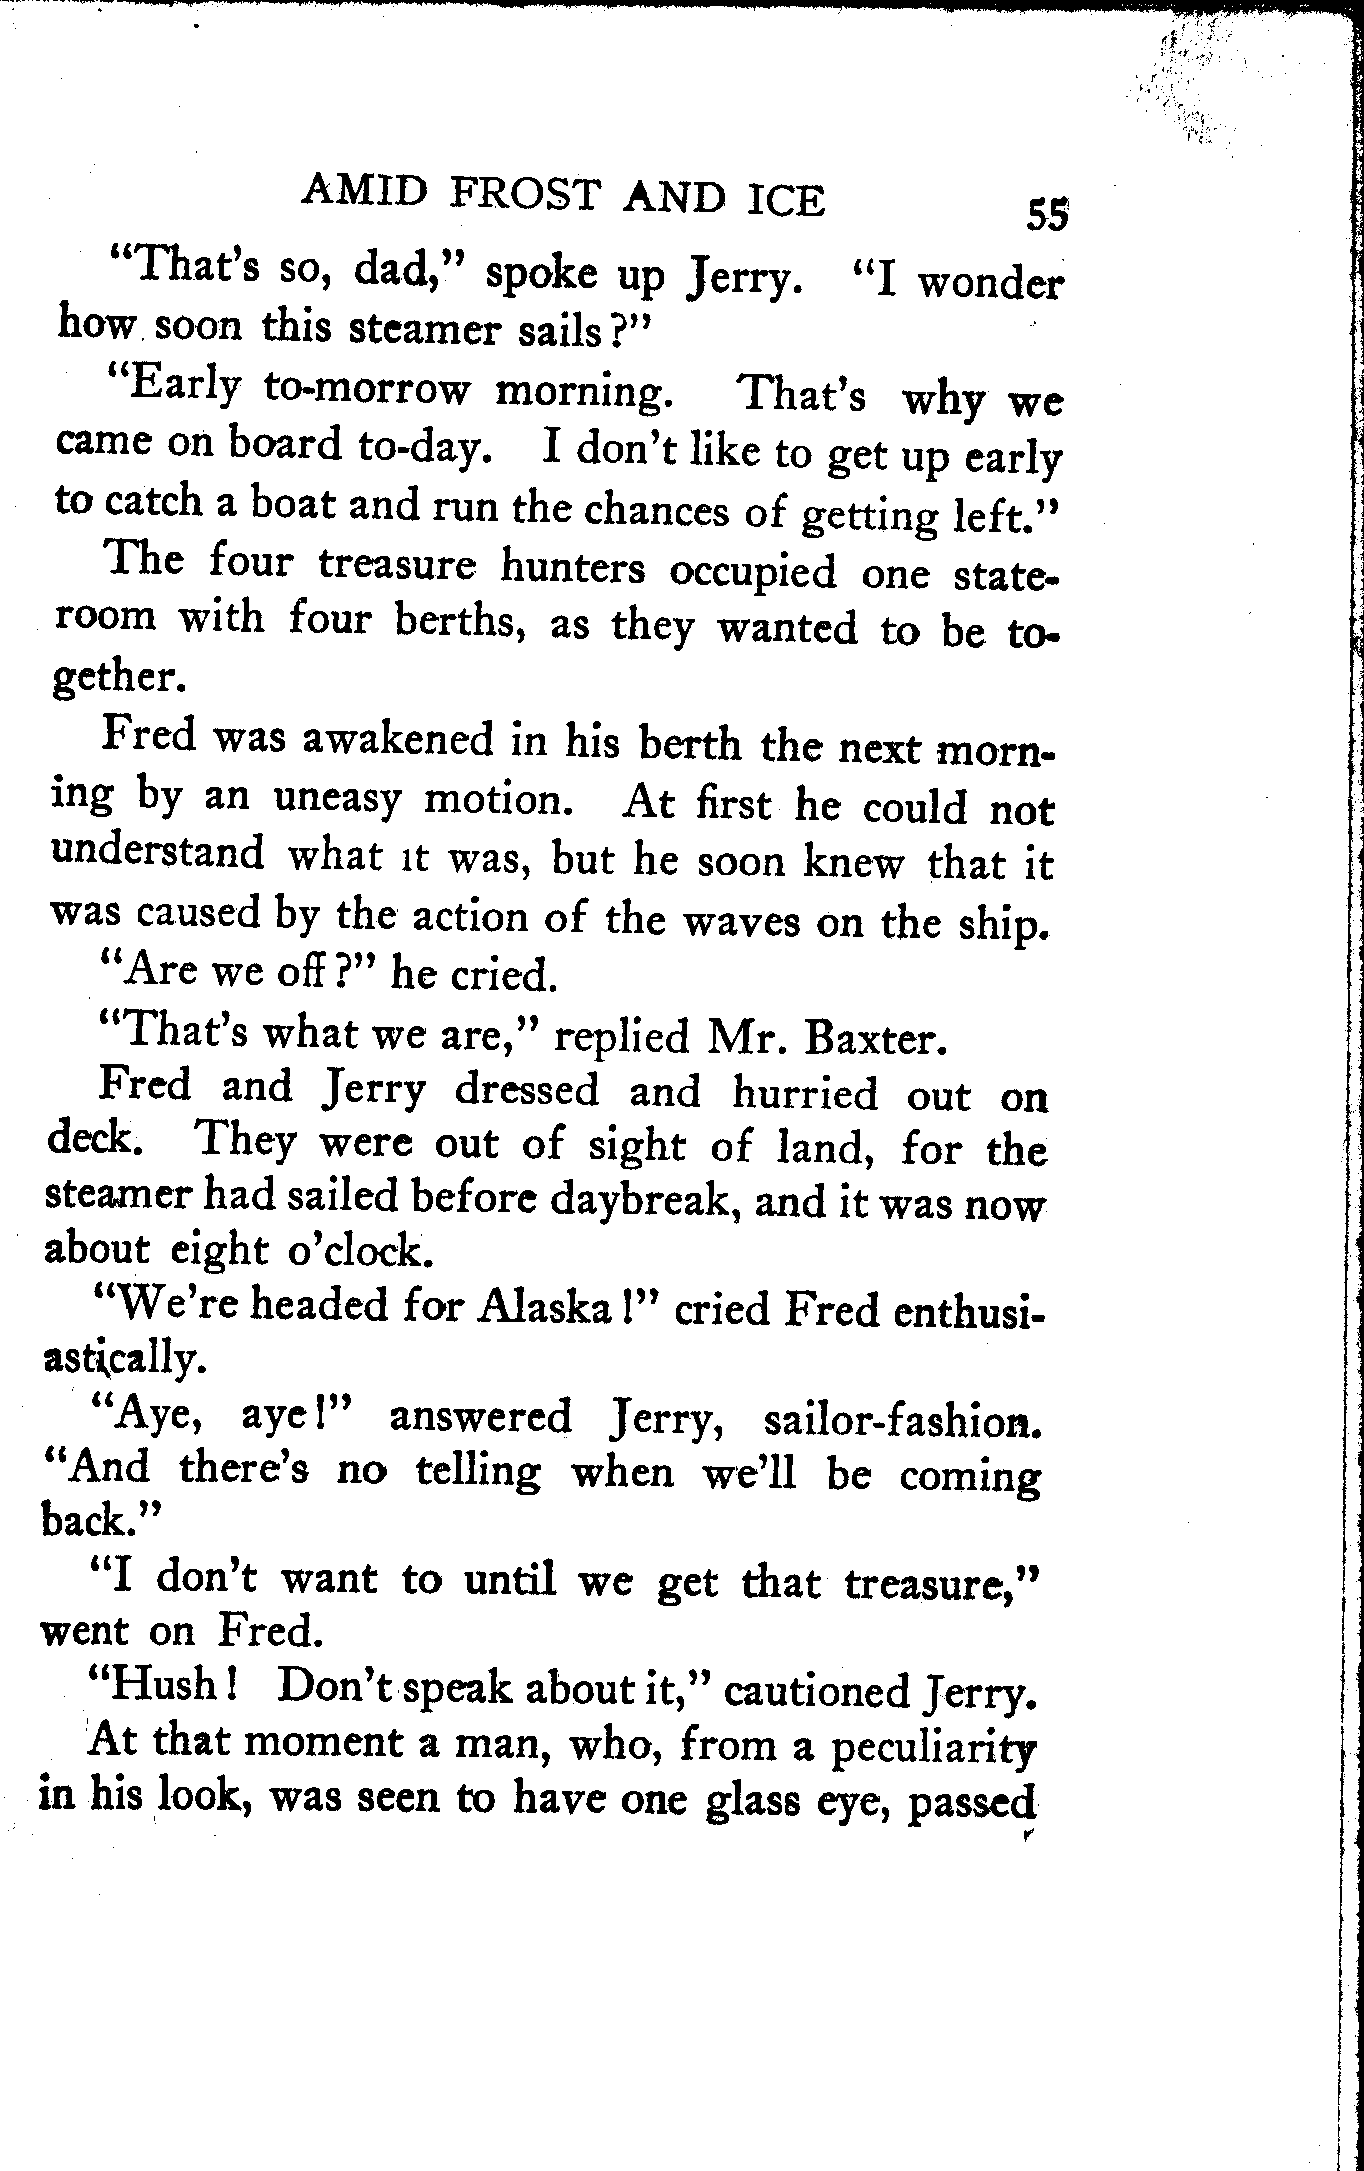 AMID FROST AND ICE 55
"That's so, dad," spoke up Jerry. "I wonder
how soon this steamer sails?"
"Early to-morrow morning. That's why we
came on board to-day. I don't like to get up early
to catch a boat and run the chances of getting left."
The four treasure hunters occupied one state-
room with four berths, as they wanted to be to-
gether.
Fred was awakened in his berth the next morn-
ing by an uneasy motion. At first he could not
understand what it was, but he soon knew that it
was caused by the action of the waves on the ship.
"Are we off?" he cried.
"That's what we are," replied Mr. Baxter.
Fred and Jerry dressed and hurried out on
deck. They were out of sight of land, for the
steamer had sailed before daybreak, and it was now
about eight o'clock.
"We're headed for Alaska!" cried Fred enthusi-
astically.
"Aye, aye!" answered Jerry, sailor-fashion.
"And there's no telling when we'll be coming
back."
"I don't want to until we get that treasure,"
went on Fred.
"Hush! Don't speak about it," cautioned Jerry.
At that moment a man, who, from a peculiarity
in his look, was seen to have one glass eye, passed